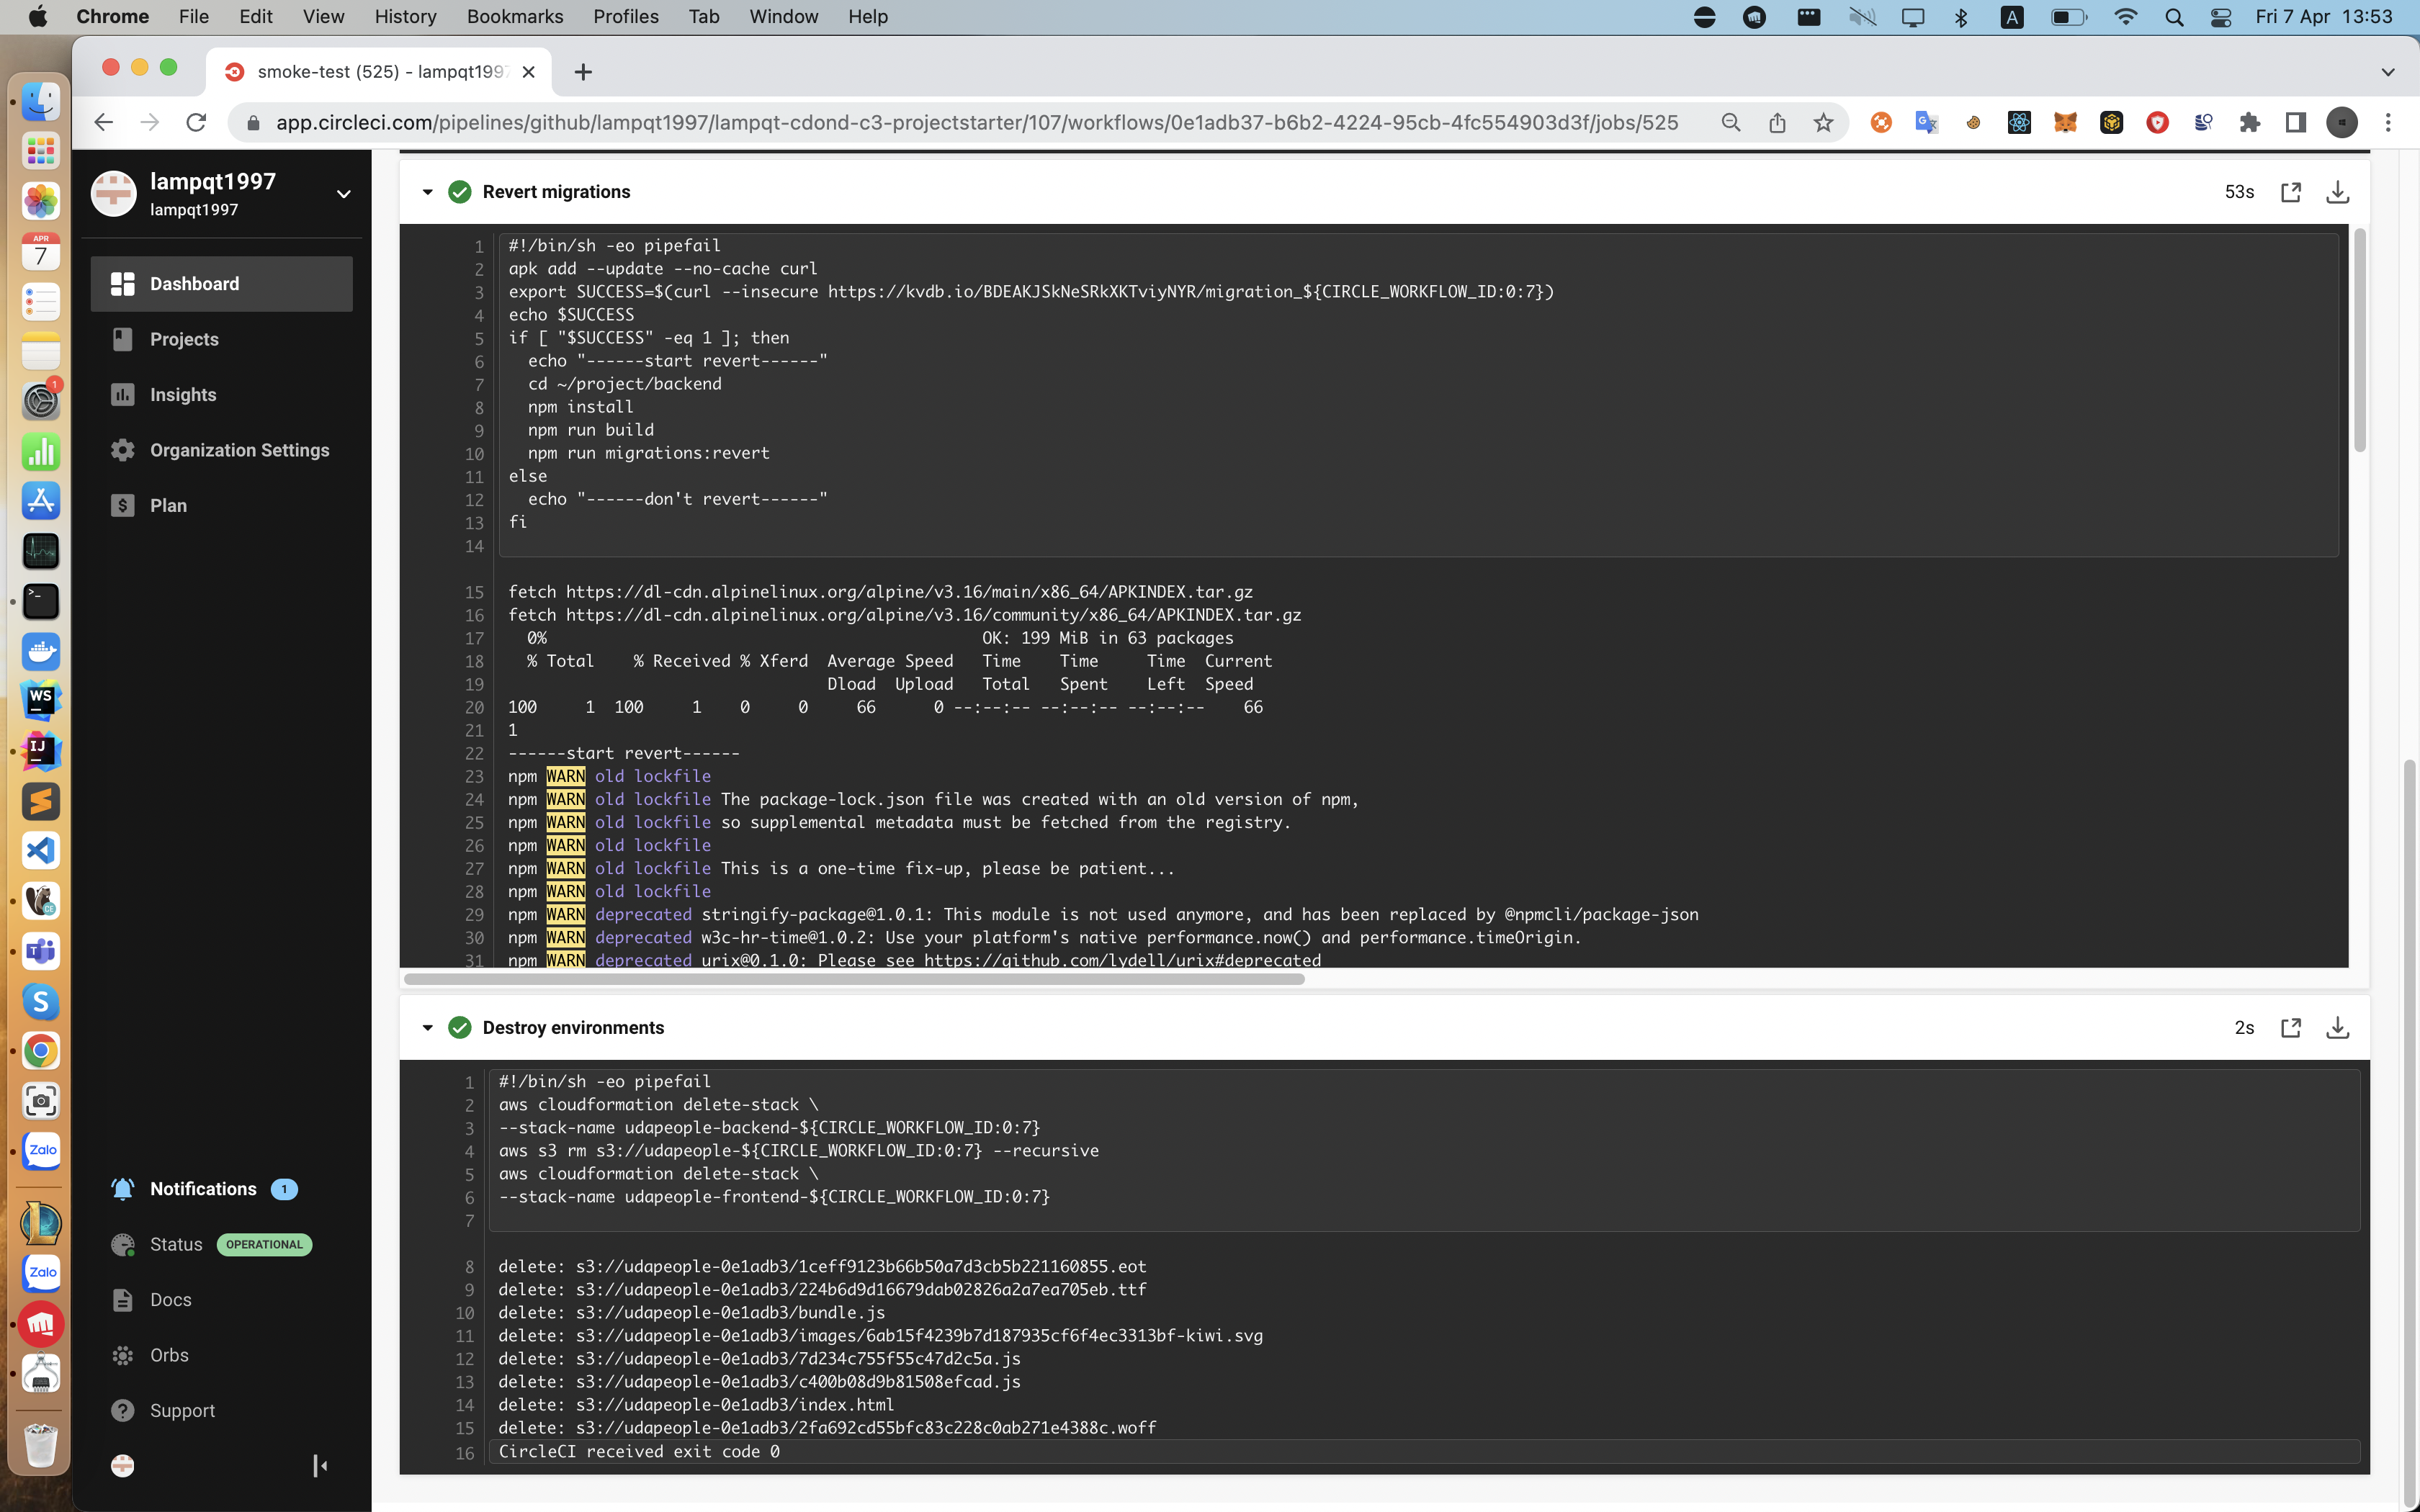 Chrome File Edit View History Bookmarks Profiles Tab Window Help
A
Fri 7 Apr 13:53
smoke-test (525) - lampqt1997
app.circleci.com/pipelines/github/lampqt1997/lampqt-cdond-c3-projectstarter/107/workflows/0e1adb37-b6b2-4224-95cb-4fc554903d3f/jobs/525
APR
7
1
WS
IJ
CE
S
Zalo
Zalo
lampqt1997
lampqt1997
Dashboard
Projects
Insights
Organization Settings
Plan
Notifications 1
Status OPERATIONAL
Docs
Orbs
Support
Revert migrations
53s
1 #!/bin/sh -eo pipefail
2 apk add --update --no-cache curl
3 export SUCCESS=$(curl --insecure https://kvdb.io/BDEAKJSkNeSRkXKTviyNYR/migration_${CIRCLE_WORKFLOW_ID:0:7})
4 echo $SUCCESS
5 if [ "$SUCCESS" -eq 1 ]; then
6 echo "------start revert------"
7 cd ~/project/backend
8 npm install
9 npm run build
10 npm run migrations:revert
11 else
12 echo "------don't revert------"
13 fi
14
15 fetch https://dl-cdn.alpinelinux.org/alpine/v3.16/main/x86_64/APKINDEX.tar.gz
16 fetch https://dl-cdn.alpinelinux.org/alpine/v3.16/community/x86_64/APKINDEX.tar.gz
17 0% OK: 199 MiB in 63 packages
18 % Total % Received % Xferd Average Speed Time Time Time Current
19 Dload Upload Total Spent Left Speed
20 100 1 100 1 0 0 66 0 --:--:-- --:--:-- --:--:-- 66
21 1
22 ------start revert------
23 npm WARN old lockfile
24 npm WARN old lockfile The package-lock.json file was created with an old version of npm,
25 npm WARN old lockfile so supplemental metadata must be fetched from the registry.
26 npm WARN old lockfile
27 npm WARN old lockfile This is a one-time fix-up, please be patient...
28 npm WARN old lockfile
29 npm WARN deprecated stringify-package@1.0.1: This module is not used anymore, and has been replaced by @npmcli/package-json
30 npm WARN deprecated w3c-hr-time@1.0.2: Use your platform's native performance.now() and performance.timeOrigin.
31 npm WARN deprecated urix@0.1.0: Please see https://github.com/lydell/urix#deprecated
Destroy environments
2s
1 #!/bin/sh -eo pipefail
2 aws cloudformation delete-stack \
3 --stack-name udapeople-backend-${CIRCLE_WORKFLOW_ID:0:7}
4 aws s3 rm s3://udapeople-${CIRCLE_WORKFLOW_ID:0:7} --recursive
5 aws cloudformation delete-stack \
6 --stack-name udapeople-frontend-${CIRCLE_WORKFLOW_ID:0:7}
7
8 delete: s3://udapeople-0e1adb3/1ceff9123b66b50a7d3cb5b221160855.eot
9 delete: s3://udapeople-0e1adb3/224b6d9d16679dab02826a2a7ea705eb.ttf
10 delete: s3://udapeople-0e1adb3/bundle.js
11 delete: s3://udapeople-0e1adb3/images/6ab15f4239b7d187935cf6f4ec3313bf-kiwi.svg
12 delete: s3://udapeople-0e1adb3/7d234c755f55c47d2c5a.js
13 delete: s3://udapeople-0e1adb3/c400b08d9b81508efcad.js
14 delete: s3://udapeople-0e1adb3/index.html
15 delete: s3://udapeople-0e1adb3/2fa692cd55bfc83c228c0ab271e4388c.woff
16 CircleCI received exit code 0